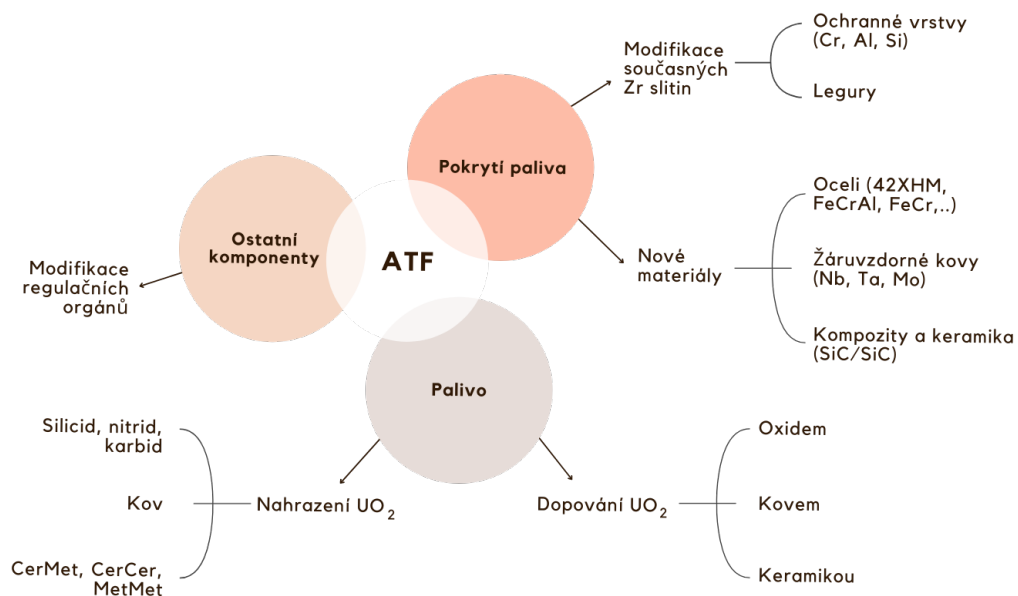 Ochranné vrstvy
(Cr, Al, Si)
Modifikace
současných
Zr slitin
Legury
Pokrytí paliva
Oceli (42XHM,
FeCrAl, FeCr,..)
Ostatní
komponenty
ATF
Nové
materiály
Žáruvzdorné kovy
(Nb, Ta, Mo)
Modifikace
regulačních
orgánů
Kompozity a keramika
(SiC/SiC)
Palivo
Silicid, nitrid,
karbid
Oxidem
Kov
Nahrazení UO₂
Dopování UO₂
Kovem
CerMet, CerCer,
MetMet
Keramikou